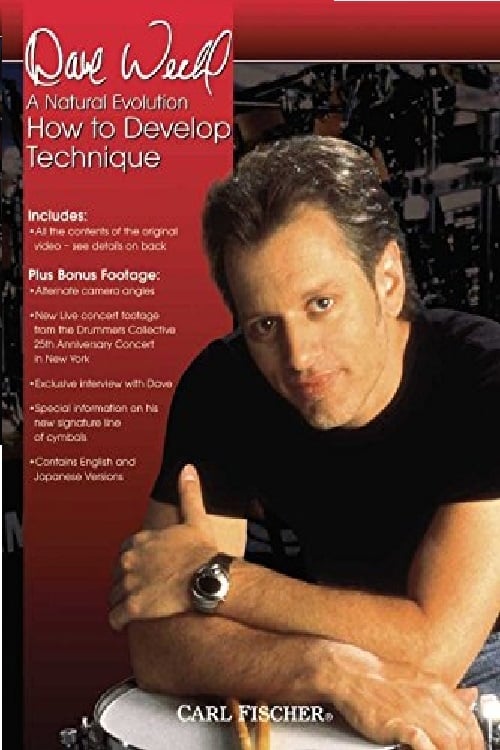 Dave Weckl
A Natural Evolution
How to Develop
Technique
Includes:
•All the contents of the original
video - see details on back
Plus Bonus Footage:
•Alternate camera angles
•New Live concert footage
from the Drummers Collective
25th Anniversary Concert
in New York
•Exclusive interview with Dave
•Special information on his
new signature line
of cymbals
•Contains English and
Japanese Versions
CARL FISCHER®